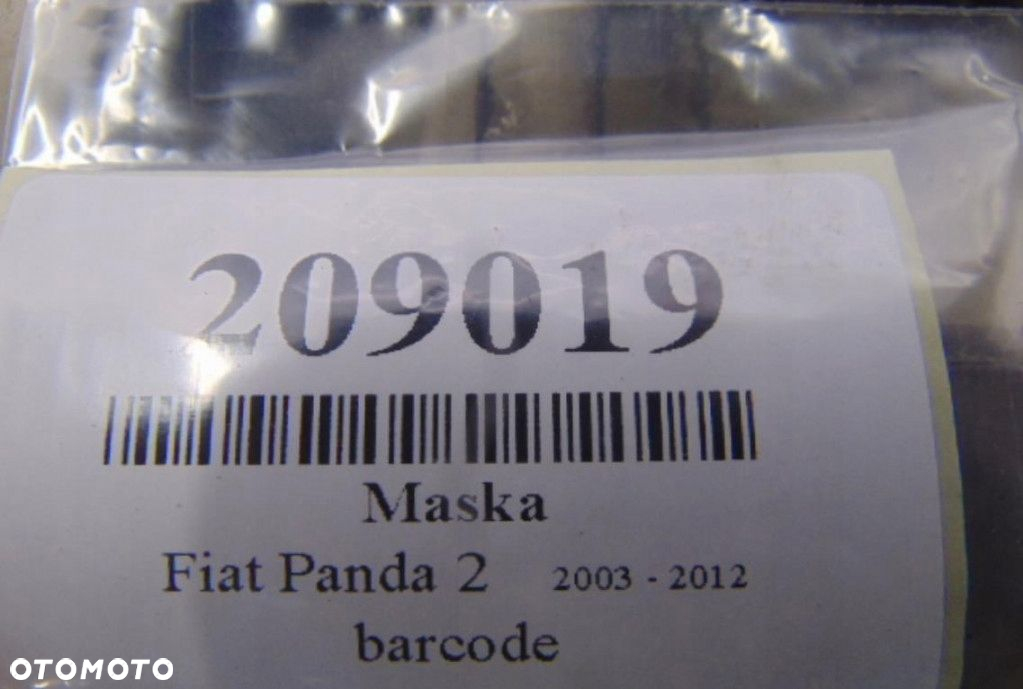 209019
Maska
Fiat Panda 2 2003 - 2012
barcode
OTOMOTO